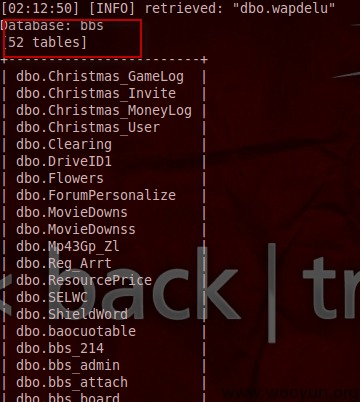 [02:12:50] [INFO] retrieved: "dbo.wapdelu"
Database: bbs
[52 tables]
+-------------------------+
| dbo.Christmas_GameLog |
| dbo.Christmas_Invite |
| dbo.Christmas_MoneyLog |
| dbo.Christmas_User |
| dbo.Clearing |
| dbo.DriveID1 |
| dbo.Flowers |
| dbo.ForumPersonalize |
| dbo.MovieDowns |
| dbo.MovieDownss |
| dbo.Mp43Gp_Zl |
| dbo.Reg_Arrt |
| dbo.ResourcePrice |
| dbo.SELWC |
| dbo.ShieldWord |
| dbo.baocuotable |
| dbo.bbs_214 |
| dbo.bbs_admin |
| dbo.bbs_attach |
| dbo.bbs_board |
< back | tr